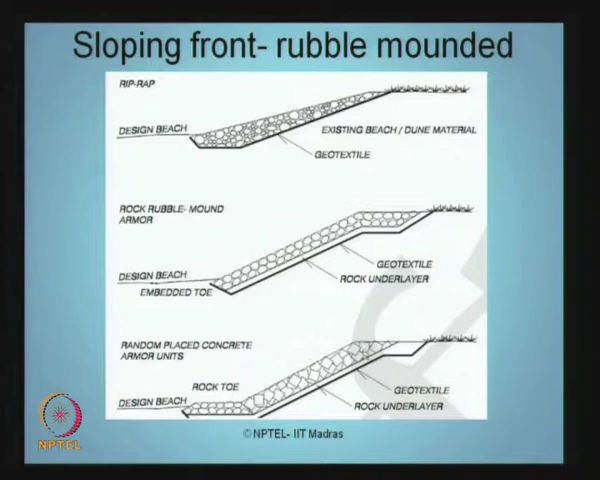 Sloping front- rubble mounded
RIP-RAP
DESIGN BEACH
EXISTING BEACH / DUNE MATERIAL
GEOTEXTILE
ROCK RUBBLE- MOUND
ARMOR
GEOTEXTILE
DESIGN BEACH
ROCK UNDERLAYER
EMBEDDED TOE
RANDOM PLACED CONCRETE
ARMOR UNITS
ROCK TOE
GEOTEXTILE
DESIGN BEACH
ROCK UNDERLAYER
NPTEL
© NPTEL- IIT Madras